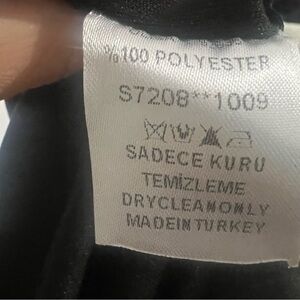 %100 POLYESTER
S7208**1009
SADECE KURU
TEMİZLEME
DRYCLEANONLY
MADEINTURKEY